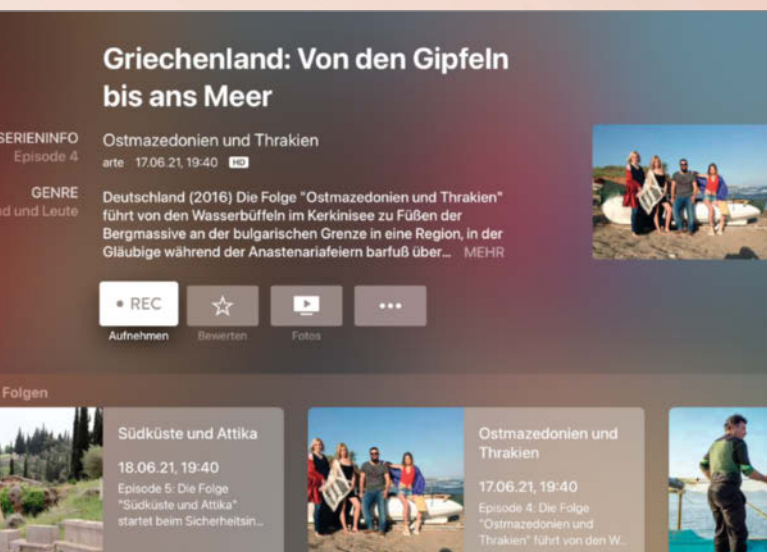 Griechenland: Von den Gipfeln
bis ans Meer
SERIENINFO
Episode 4
Ostmazedonien und Thrakien
arte 17.06.21, 19:40 HD
GENRE
und Leute
Deutschland (2016) Die Folge "Ostmazedonien und Thrakien"
führt von den Wasserbüffeln im Kerkinisee zu Füßen der
Bergmassive an der bulgarischen Grenze in eine Region, in der
Gläubige während der Anastenariafeiern barfuß über... MEHR
REC
Aufnehmen
Bewerten
Fotos
Folgen
Südküste und Attika
18.06.21, 19:40
Episode 5: Die Folge
"Südküste und Attika"
startet beim Sicherheitsin...
Ostmazedonien und
Thrakien
17.06.21, 19:40
Episode 4: Die Folge
"Ostmazedonien und
Thrakien" führt von den W...